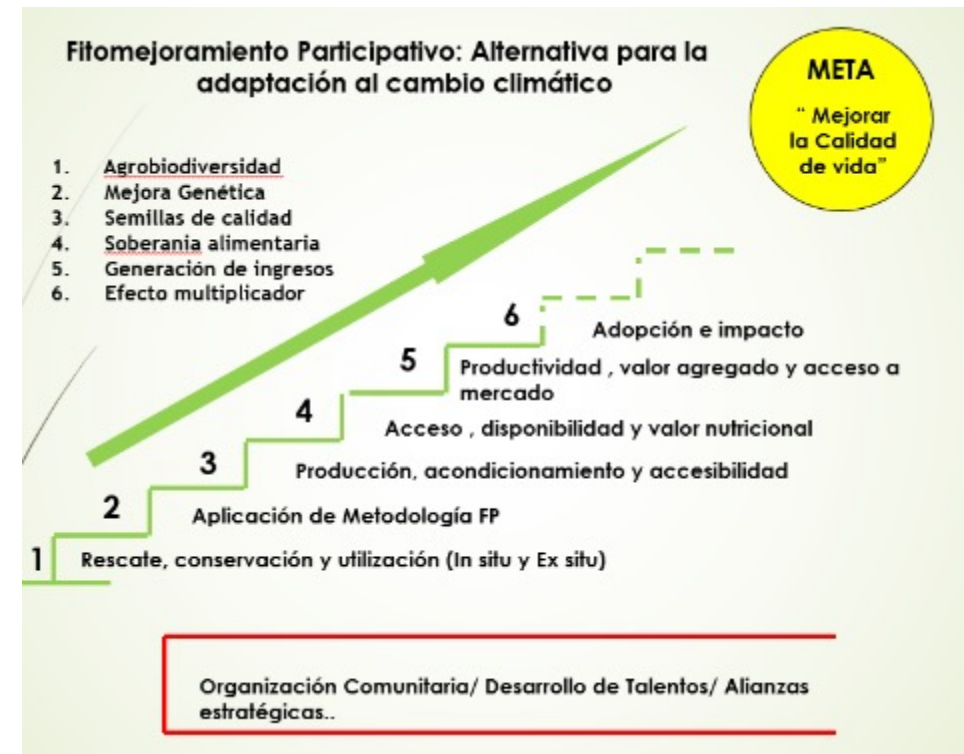 Fitomejoramiento Participativo: Alternativa para la
adaptación al cambio climático
META
“ Mejorar
la Calidad
de vida”
1. Agrobiodiversidad
2. Mejora Genética
3. Semillas de calidad
4. Soberania alimentaria
5. Generación de ingresos
6. Efecto multiplicador
6
Adopción e impacto
5
Productividad , valor agregado y acceso a
mercado
4
Acceso , disponibilidad y valor nutricional
3
Producción, acondicionamiento y accesibilidad
2
Aplicación de Metodología FP
1
Rescate, conservación y utilización (In situ y Ex situ)
Organización Comunitaria/ Desarrollo de Talentos/ Alianzas
estratégicas..